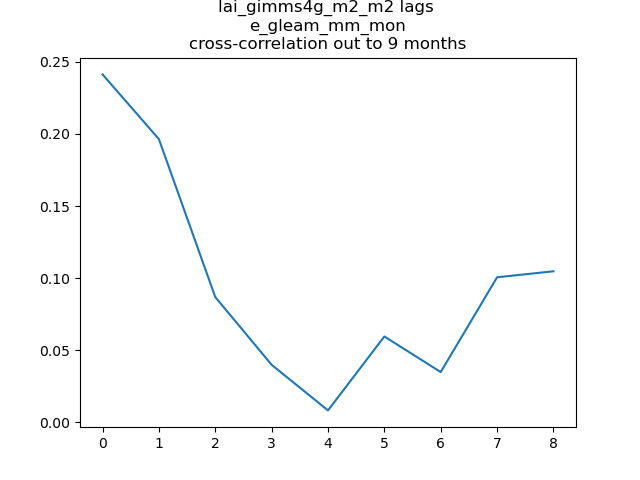 lai_gimms4g_m2_m2 lags
e_gleam_mm_mon
cross-correlation out to 9 months
0.25
0.20
0.15
0.10
0.05
0.00
0 1 2 3 4 5 6 7 8